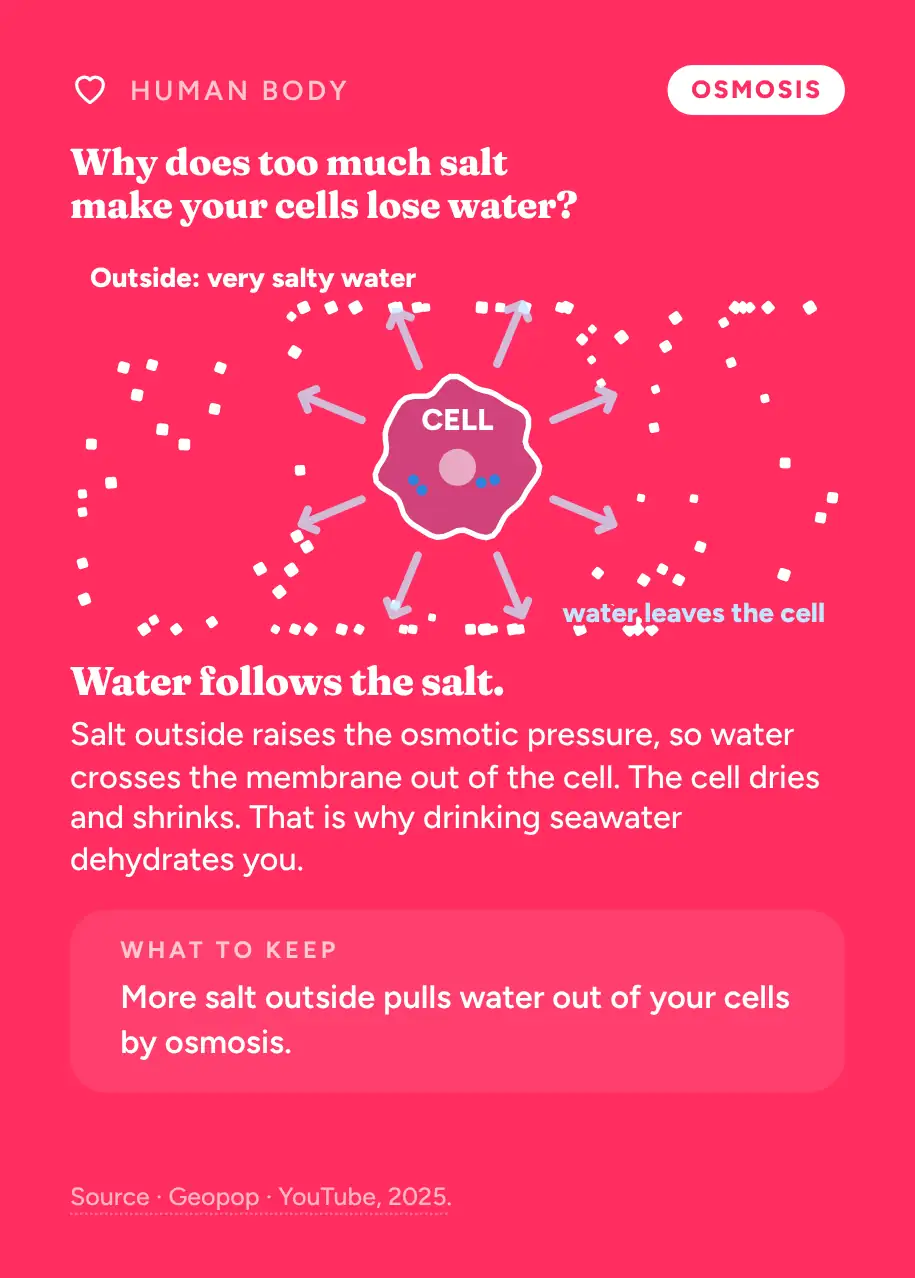 HUMAN BODY
OSMOSIS
Why does too much salt
make your cells lose water?
Outside: very salty water
CELL
water leaves the cell
Water follows the salt.
Salt outside raises the osmotic pressure, so water
crosses the membrane out of the cell. The cell dries
and shrinks. That is why drinking seawater
dehydrates you.
WHAT TO KEEP
More salt outside pulls water out of your cells
by osmosis.
Source · Geopop · YouTube, 2025.